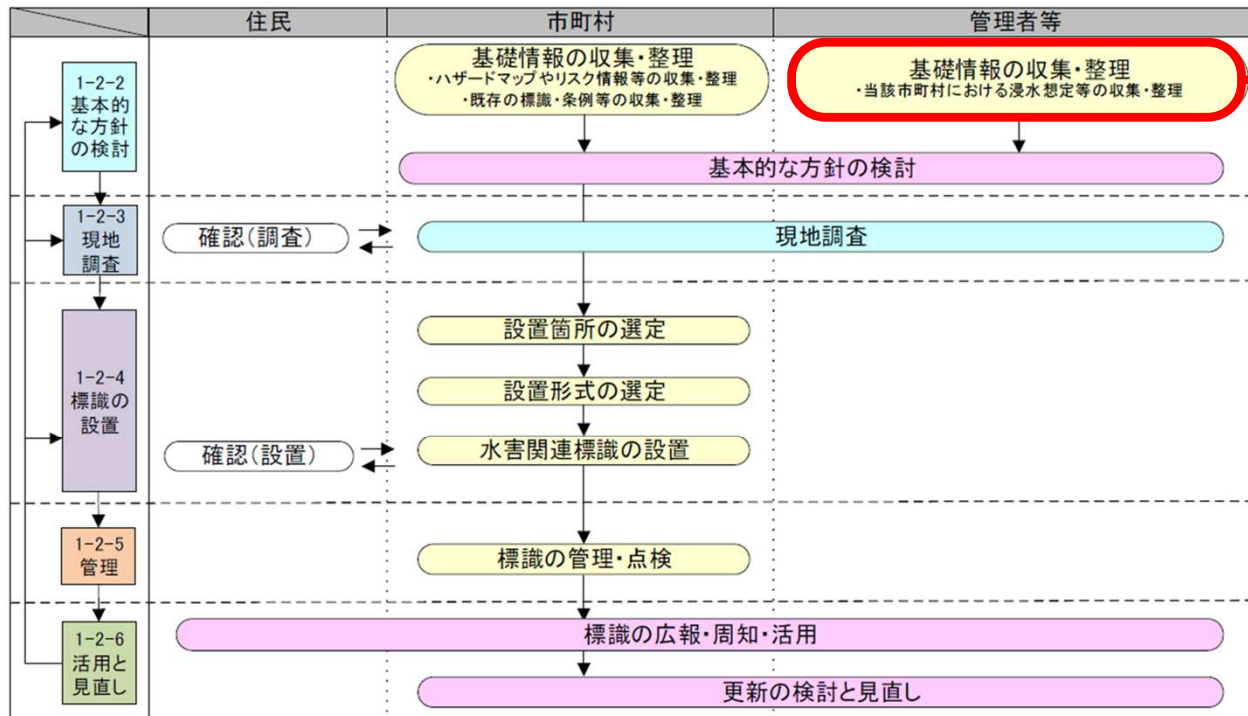 住民
市町村
管理者等
1-2-2
基本的
な方針
の検討
基礎情報の収集・整理
・ハザードマップやリスク情報等の収集・整理
・既存の標識・条例等の収集・整理
基礎情報の収集・整理
・当該市町村における浸水想定等の収集・整理
基本的な方針の検討
1-2-3
現地
調査
確認(調査)
現地調査
1-2-4
標識の
設置
設置箇所の選定
設置形式の選定
確認(設置)
水害関連標識の設置
1-2-5
管理
標識の管理・点検
1-2-6
活用と
見直し
標識の広報・周知・活用
更新の検討と見直し